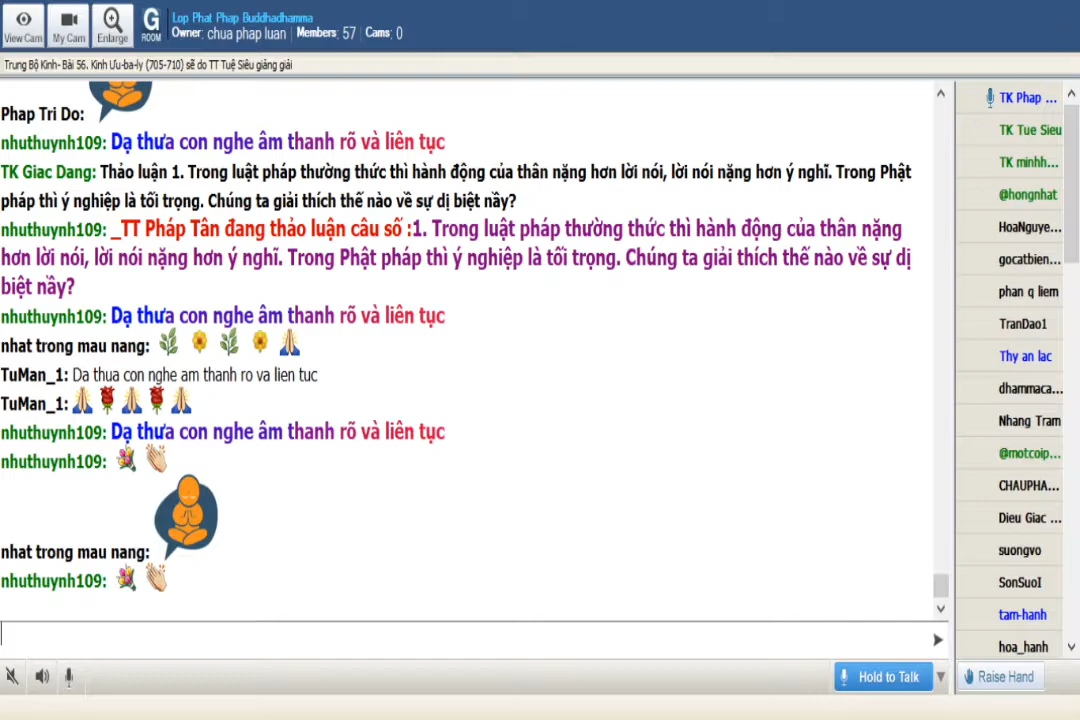 View Cam
My Cam
Enlarge
G
ROOM
Lop Phat Phap Buddhadhamma
Owner: chua phap luan Members: 57 Cams: 0
Trung Bộ Kinh- Bài 56. Kinh Ưu-ba-ly (705-710) sẽ do TT Tuệ Siêu giảng giải
Phap Tri Do:
nhuthuynh109: Dạ thưa con nghe âm thanh rõ và liên tục
TK Giac Dang: Thảo luận 1. Trong luật pháp thường thức thì hành động của thân nặng hơn lời nói, lời nói nặng hơn ý nghĩ. Trong Phật
pháp thì ý nghiệp là tối trọng. Chúng ta giải thích thế nào về sự dị biệt nầy?
nhuthuynh109: _TT Pháp Tân đang thảo luận câu số :1. Trong luật pháp thường thức thì hành động của thân nặng
hơn lời nói, lời nói nặng hơn ý nghĩ. Trong Phật pháp thì ý nghiệp là tối trọng. Chúng ta giải thích thế nào về sự dị
biệt nầy?
nhuthuynh109: Dạ thưa con nghe âm thanh rõ và liên tục
nhat trong mau nang:
TuMan_1: Da thua con nghe am thanh ro va lien tuc
TuMan_1:
nhuthuynh109: Dạ thưa con nghe âm thanh rõ và liên tục
nhuthuynh109:
nhat trong mau nang:
nhuthuynh109:
TK Phap ...
TK Tue Sieu
TK minhh...
@hongnhat
HoaNguye...
gocatbien...
phan q liem
TranDao1
Thy an lac
dhammaca...
Nhang Tram
@motcoip...
CHAUPHA...
Dieu Giac ...
suongvo
SonSuoI
tam-hanh
hoa_hanh
Hold to Talk
Raise Hand